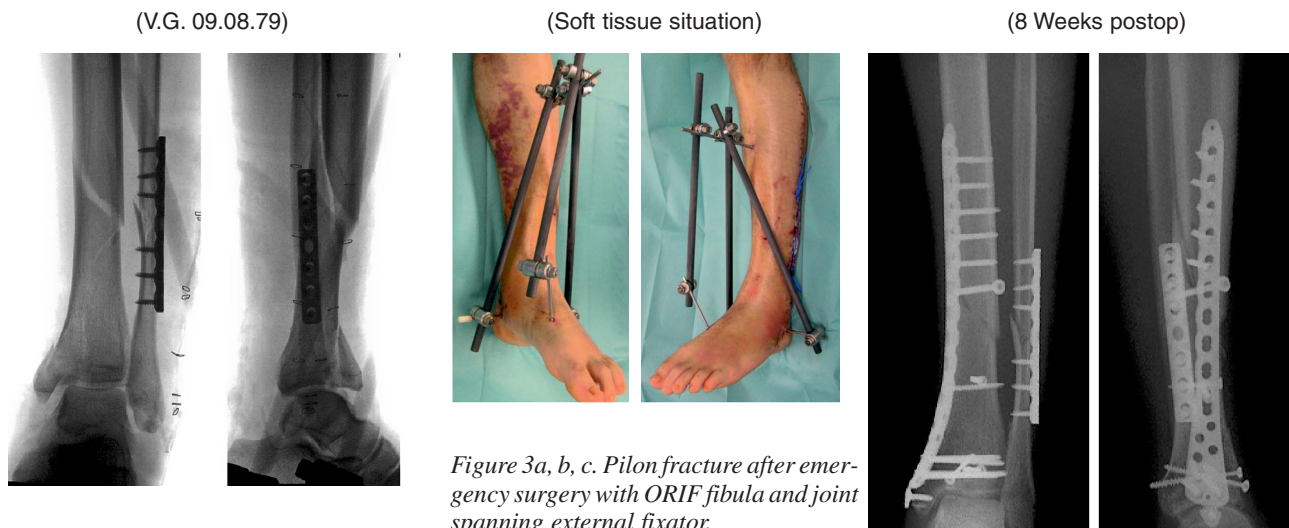 (V.G. 09.08.79)
(Soft tissue situation)
(8 Weeks postop)
Figure 3a, b, c. Pilon fracture after emer-
gency surgery with ORIF fibula and joint
spanning external fixator.